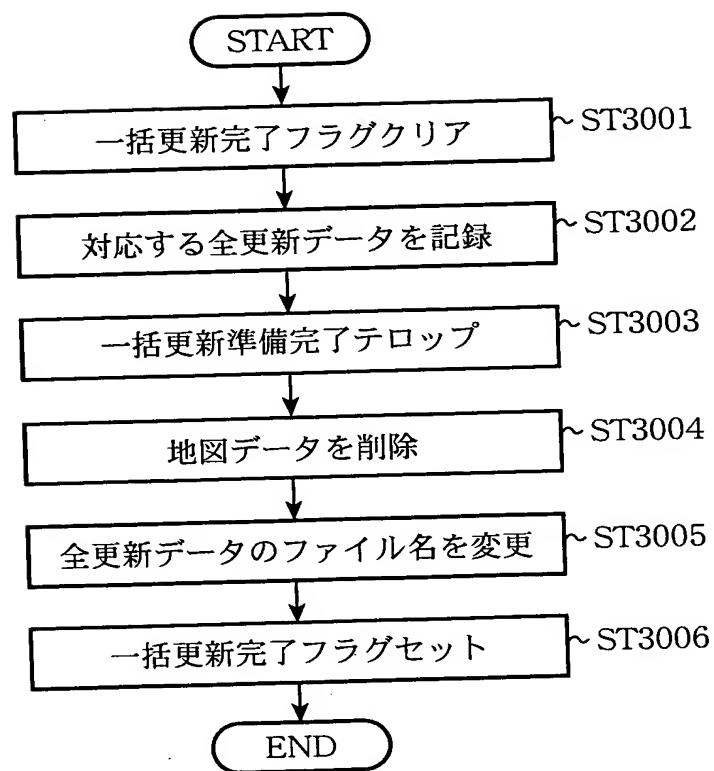 START
一括更新完了フラグクリア
~ST3001
対応する全更新データを記録
~ST3002
一括更新準備完了テロップ
~ST3003
地図データを削除
~ST3004
全更新データのファイル名を変更
~ST3005
一括更新完了フラグセット
~ST3006
END